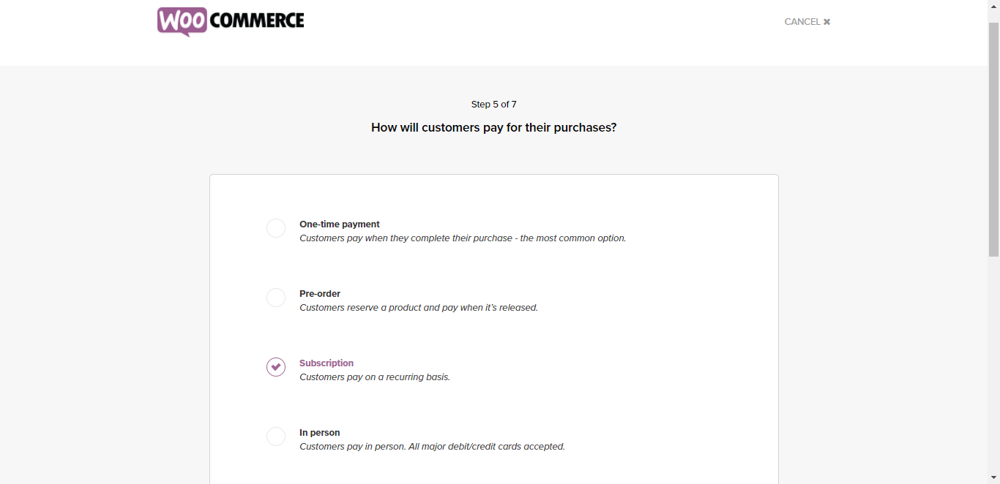 WOO COMMERCE
CANCEL ✖
Step 5 of 7
How will customers pay for their purchases?
One-time payment
Customers pay when they complete their purchase - the most common option.
Pre-order
Customers reserve a product and pay when it’s released.
Subscription
Customers pay on a recurring basis.
In person
Customers pay in person. All major debit/credit cards accepted.